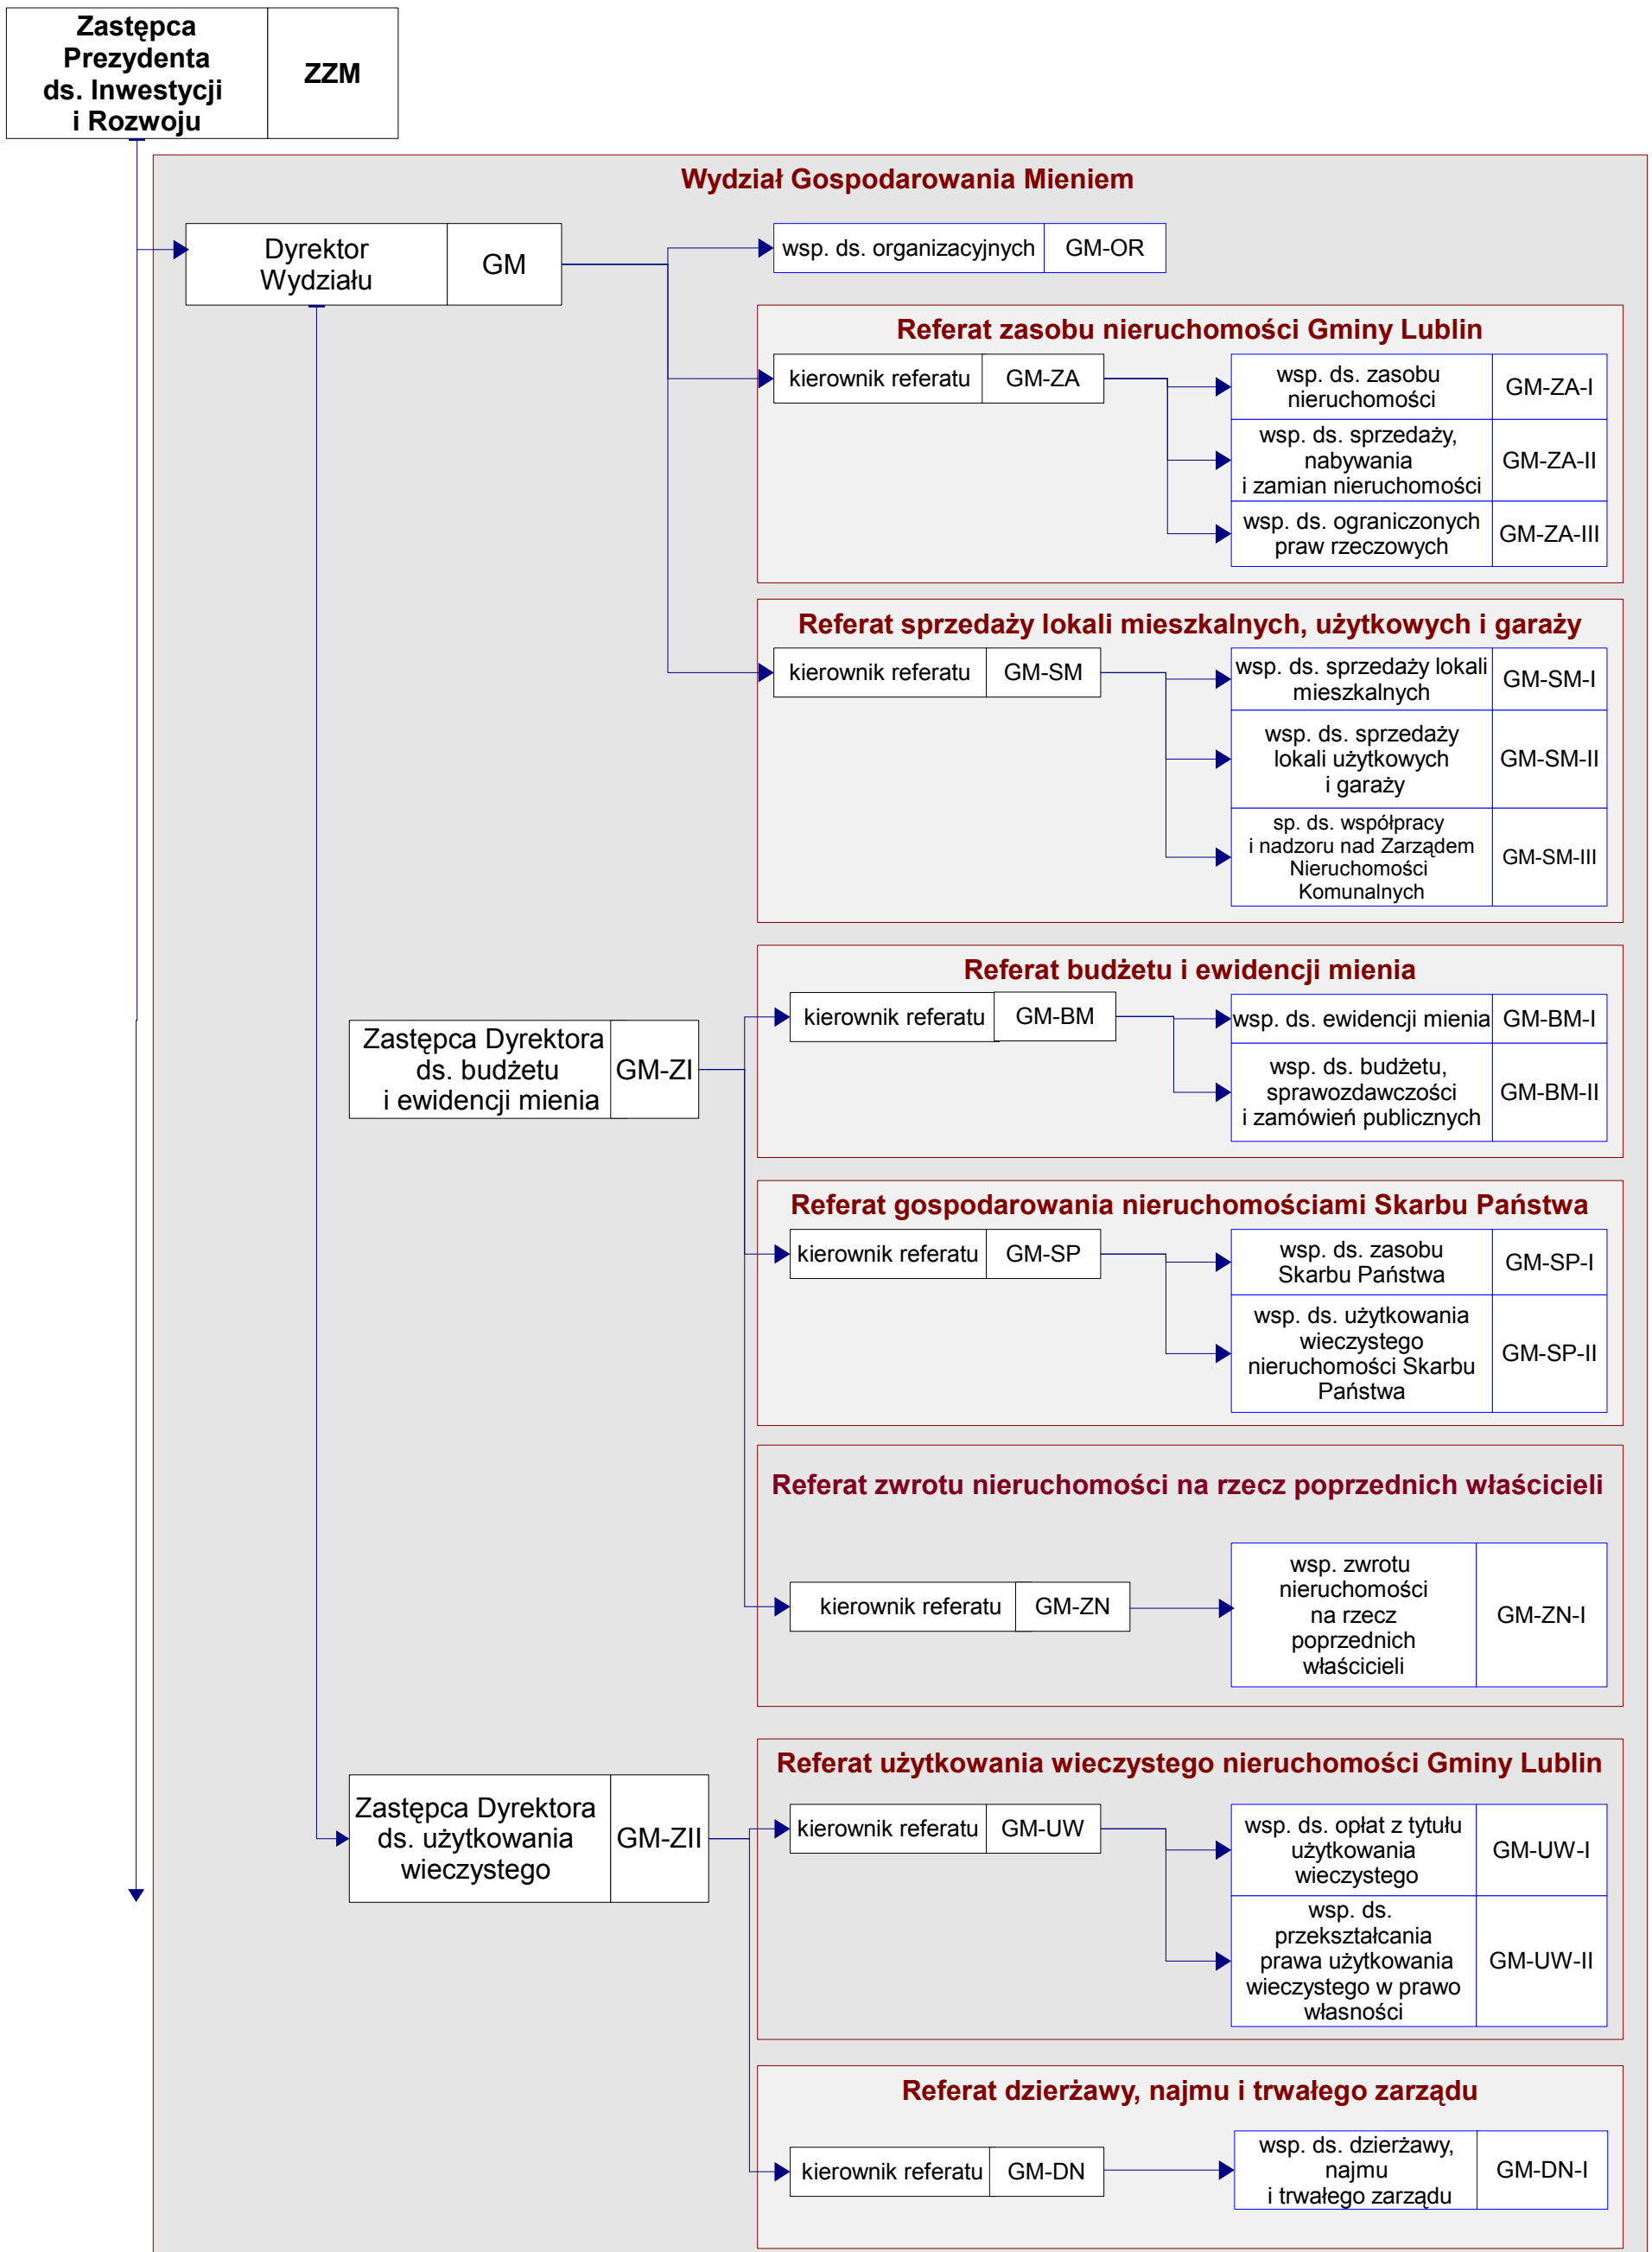 Zastępca
Prezydenta
ds. Inwestycji
i Rozwoju
ZZM
Wydział Gospodarowania Mieniem
Dyrektor
Wydziału
GM
wsp. ds. organizacyjnych
GM-OR
Referat zasobu nieruchomości Gminy Lublin
kierownik referatu
GM-ZA
wsp. ds. zasobu
nieruchomości
GM-ZA-I
wsp. ds. sprzedaży,
nabywania
i zamian nieruchomości
GM-ZA-II
wsp. ds. ograniczonych
praw rzeczowych
GM-ZA-III
Referat sprzedaży lokali mieszkalnych, użytkowych i garaży
kierownik referatu
GM-SM
wsp. ds. sprzedaży lokali
mieszkalnych
GM-SM-I
wsp. ds. sprzedaży
lokali użytkowych
i garaży
GM-SM-II
sp. ds. współpracy
i nadzoru nad Zarządem
Nieruchomości
Komunalnych
GM-SM-III
Referat budżetu i ewidencji mienia
Zastępca Dyrektora
ds. budżetu
i ewidencji mienia
GM-ZI
kierownik referatu
GM-BM
wsp. ds. ewidencji mienia
GM-BM-I
wsp. ds. budżetu,
sprawozdawczości
i zamówień publicznych
GM-BM-II
Referat gospodarowania nieruchomościami Skarbu Państwa
kierownik referatu
GM-SP
wsp. ds. zasobu
Skarbu Państwa
GM-SP-I
wsp. ds. użytkowania
wieczystego
nieruchomości Skarbu
Państwa
GM-SP-II
Referat zwrotu nieruchomości na rzecz poprzednich właścicieli
kierownik referatu
GM-ZN
wsp. zwrotu
nieruchomości
na rzecz
poprzednich
właścicieli
GM-ZN-I
Referat użytkowania wieczystego nieruchomości Gminy Lublin
Zastępca Dyrektora
ds. użytkowania
wieczystego
GM-ZII
kierownik referatu
GM-UW
wsp. ds. opłat z tytułu
użytkowania
wieczystego
GM-UW-I
wsp. ds.
przekształcania
prawa użytkowania
wieczystego w prawo
własności
GM-UW-II
Referat dzierżawy, najmu i trwałego zarządu
kierownik referatu
GM-DN
wsp. ds. dzierżawy,
najmu
i trwałego zarządu
GM-DN-I